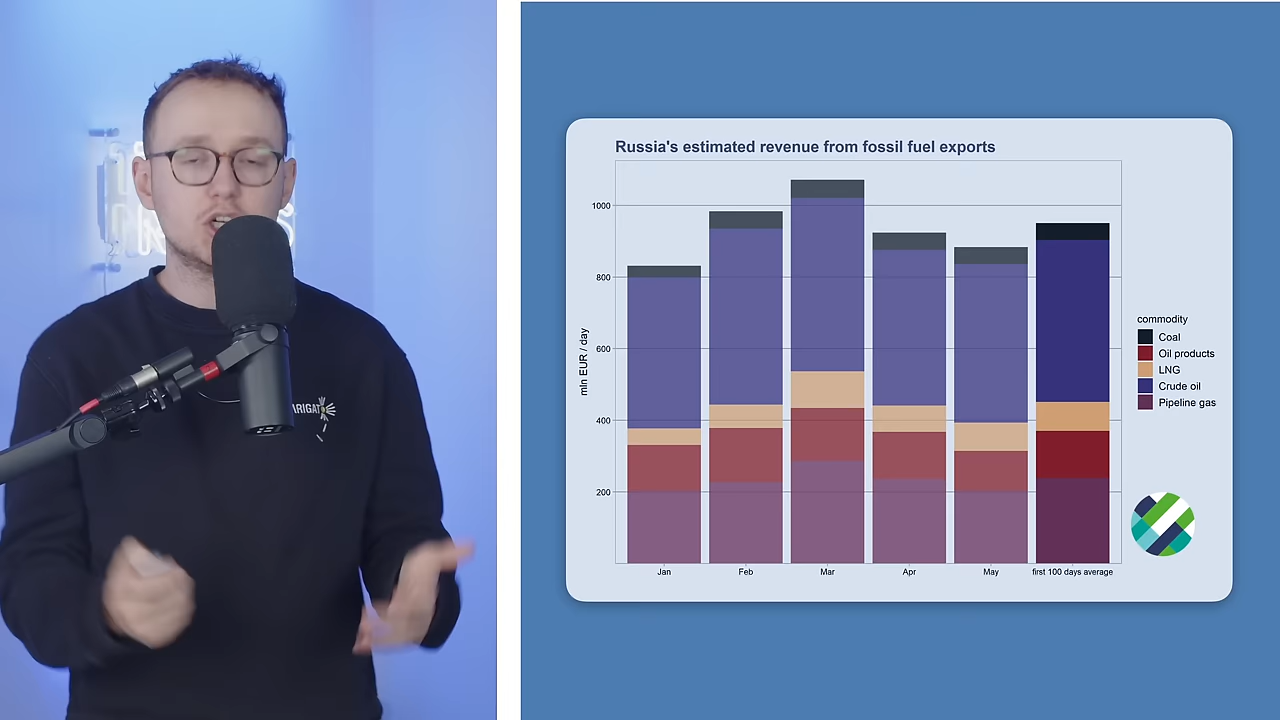 ARIGAT
Russia's estimated revenue from fossil fuel exports
mln EUR / day
1000
800
600
400
200
Jan Feb Mar Apr May first 100 days average
commodity
Coal
Oil products
LNG
Crude oil
Pipeline gas